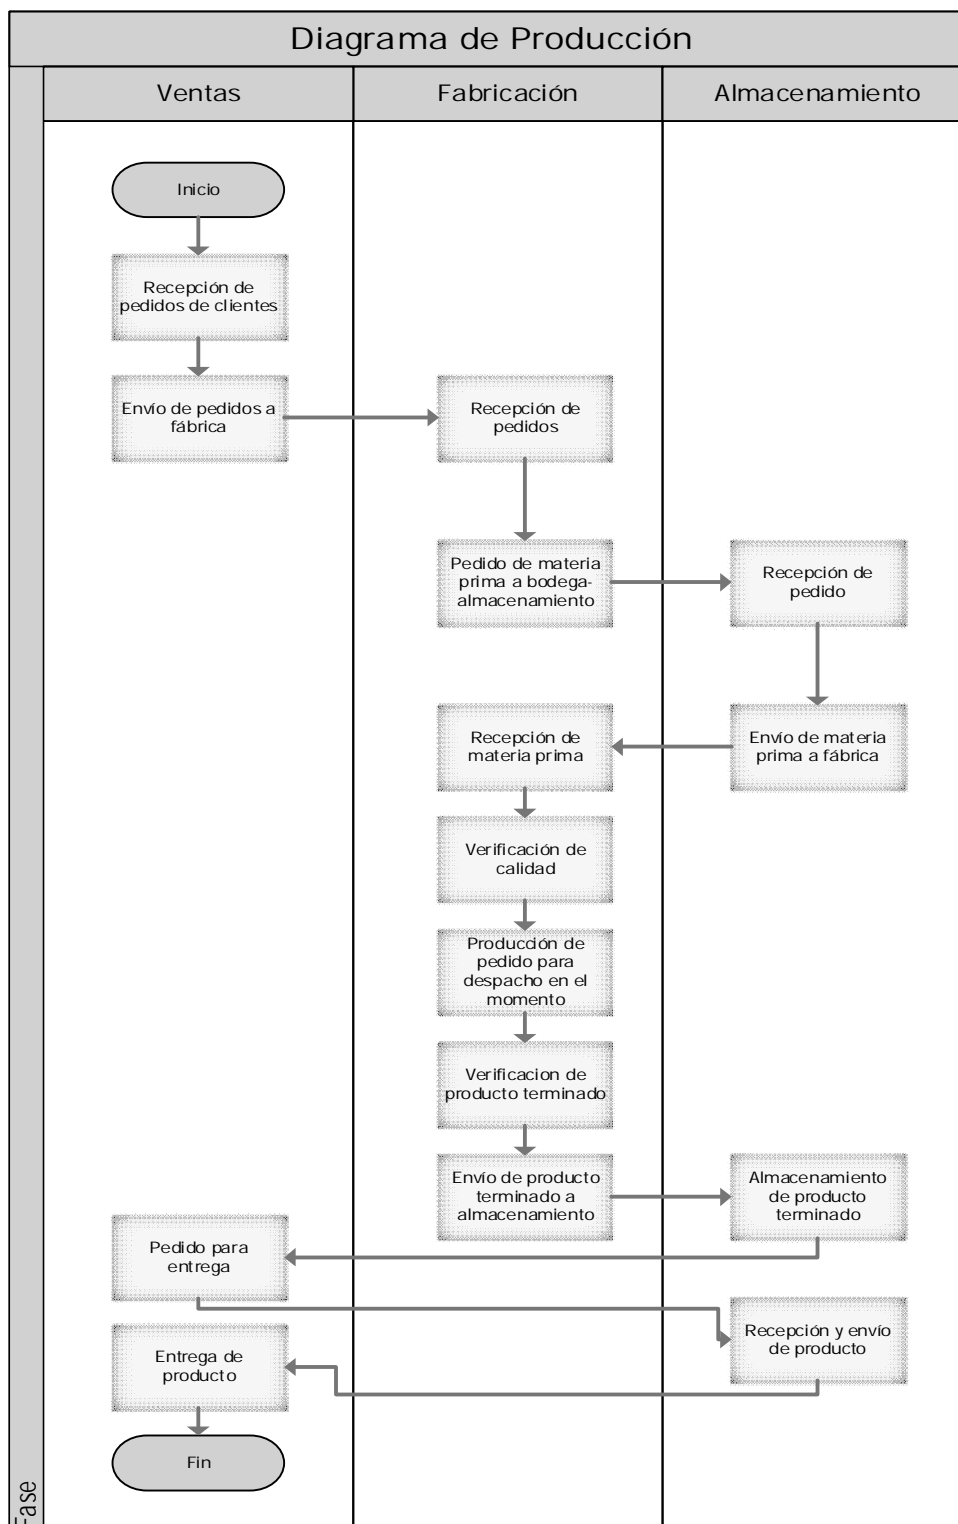 Diagrama de Producción
Ventas
Fabricación
Almacenamiento
Inicio
Recepción de
pedidos de clientes
Envío de pedidos a
fábrica
Recepción de
pedidos
Pedido de materia
prima a bodega-
almacenamiento
Recepción de
pedido
Envío de materia
prima a fábrica
Recepción de
materia prima
Verificación de
calidad
Producción de
pedido para
despacho en el
momento
Verificacion de
producto terminado
Envío de producto
terminado a
almacenamiento
Almacenamiento
de producto
terminado
Pedido para
entrega
Recepción y envío
de producto
Entrega de
producto
Fin
Fase